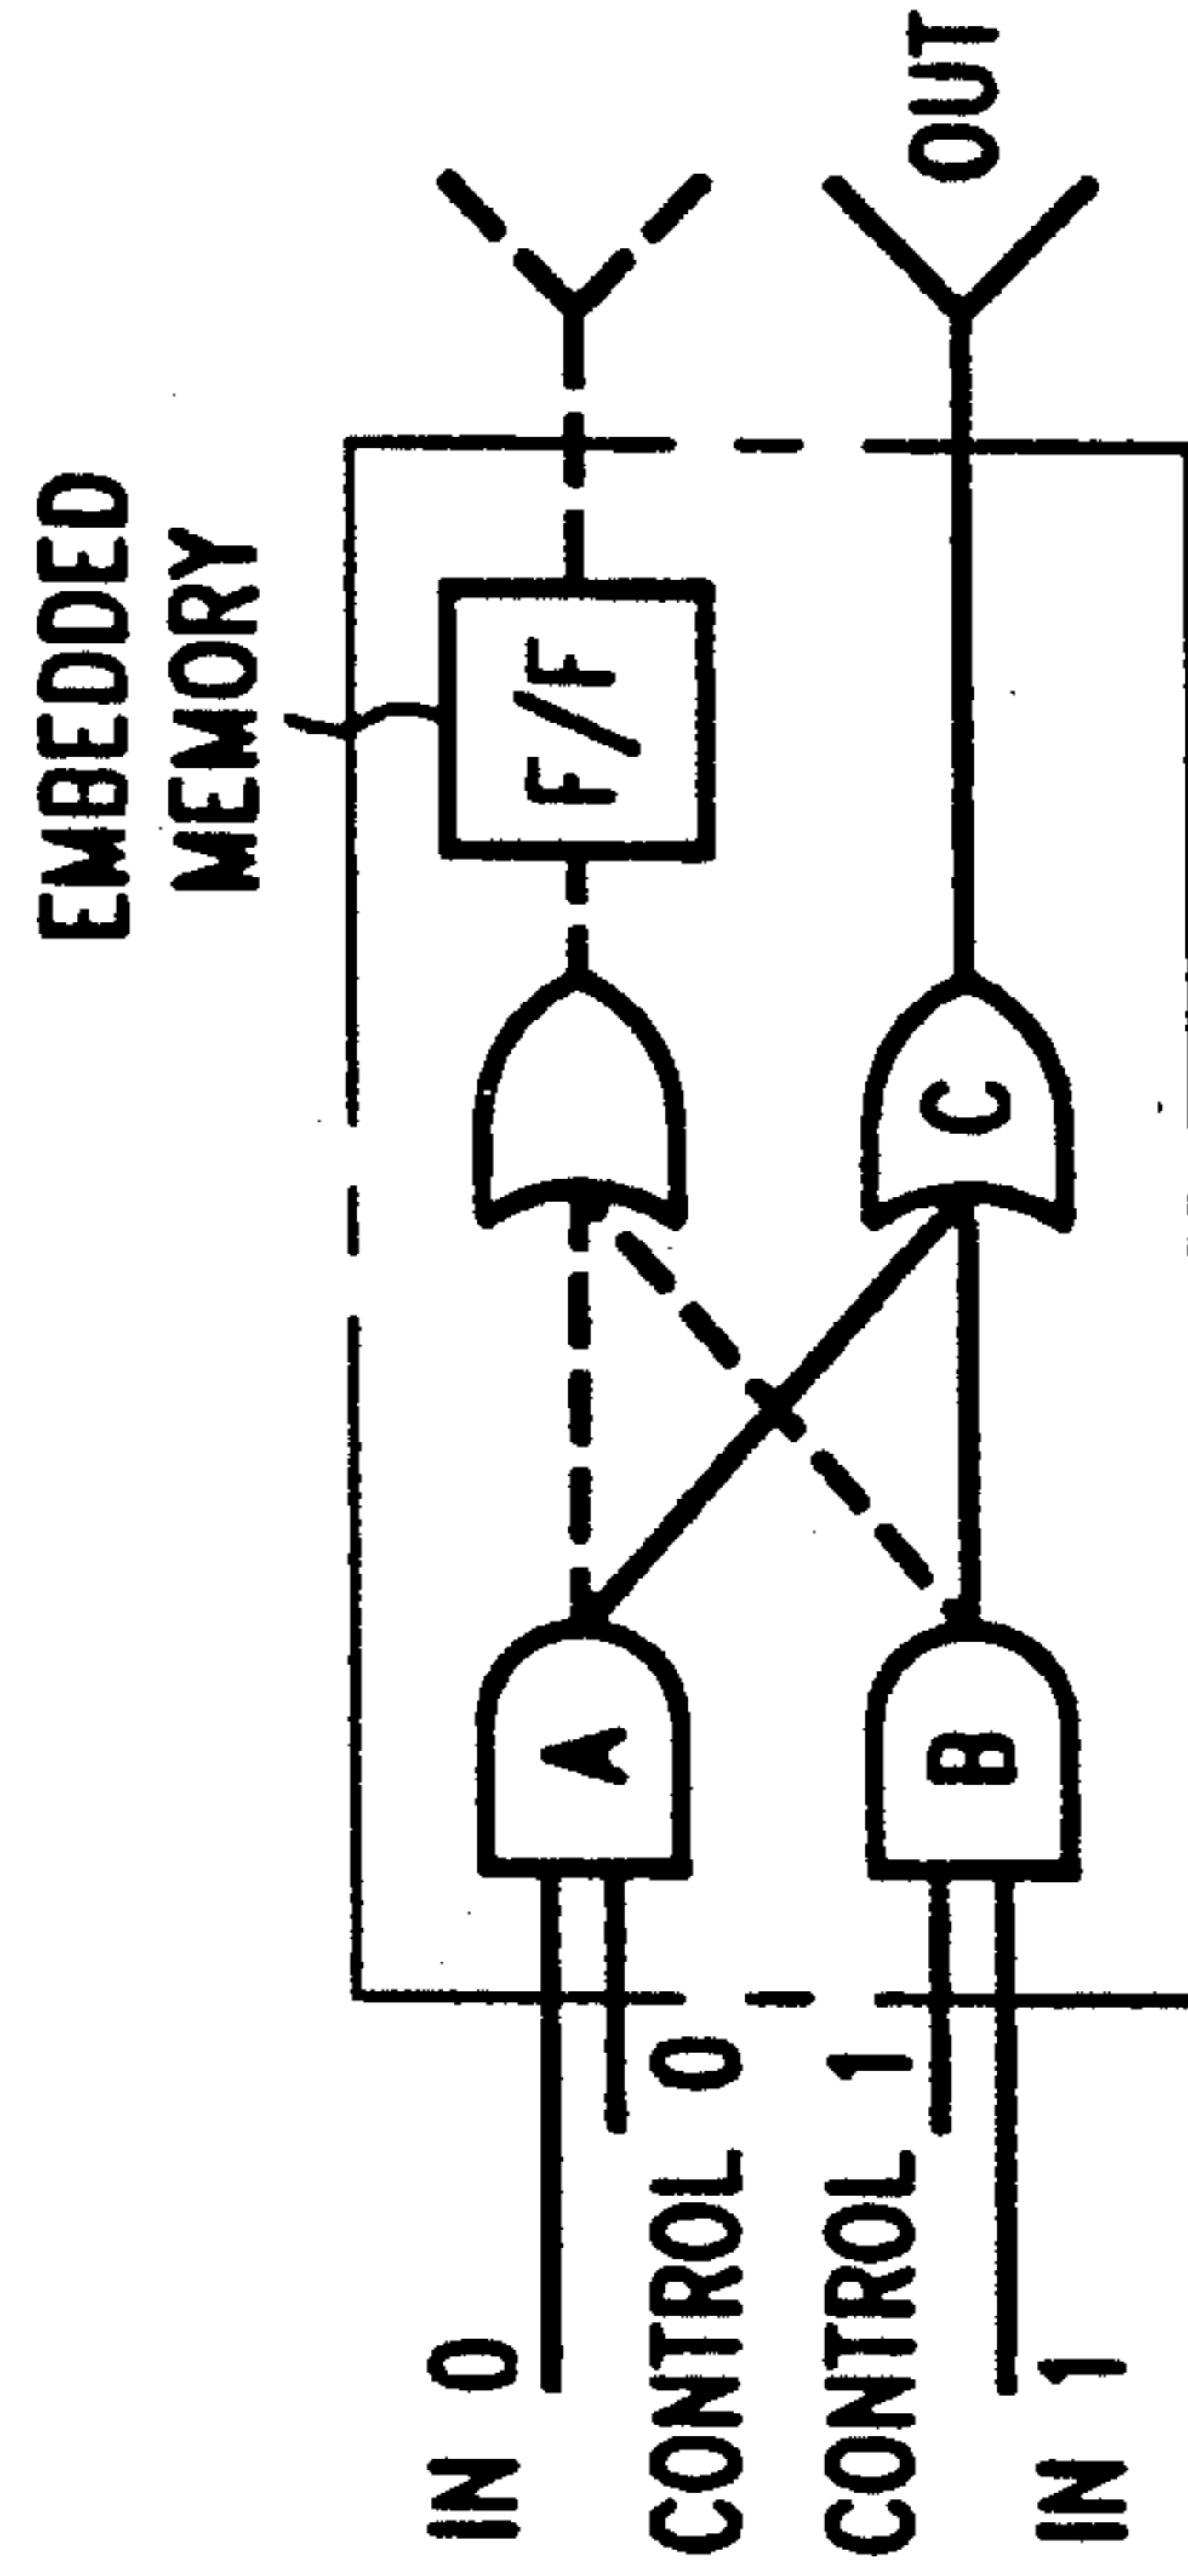 EMBEDDED
MEMORY
IN 0
CONTROL 0
CONTROL 1
IN 1
A
B
C
F/F
OUT